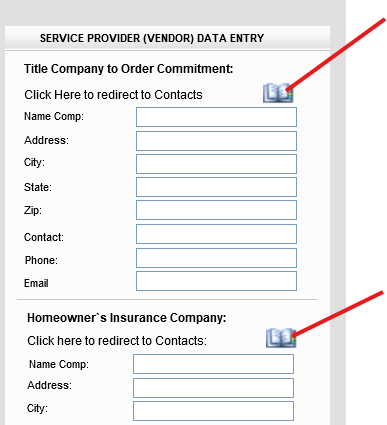 SERVICE PROVIDER (VENDOR) DATA ENTRY
Title Company to Order Commitment:
Click Here to redirect to Contacts
Name Comp:
Address:
City:
State:
Zip:
Contact:
Phone:
Email
Homeowner`s Insurance Company:
Click here to redirect to Contacts:
Name Comp:
Address:
City: